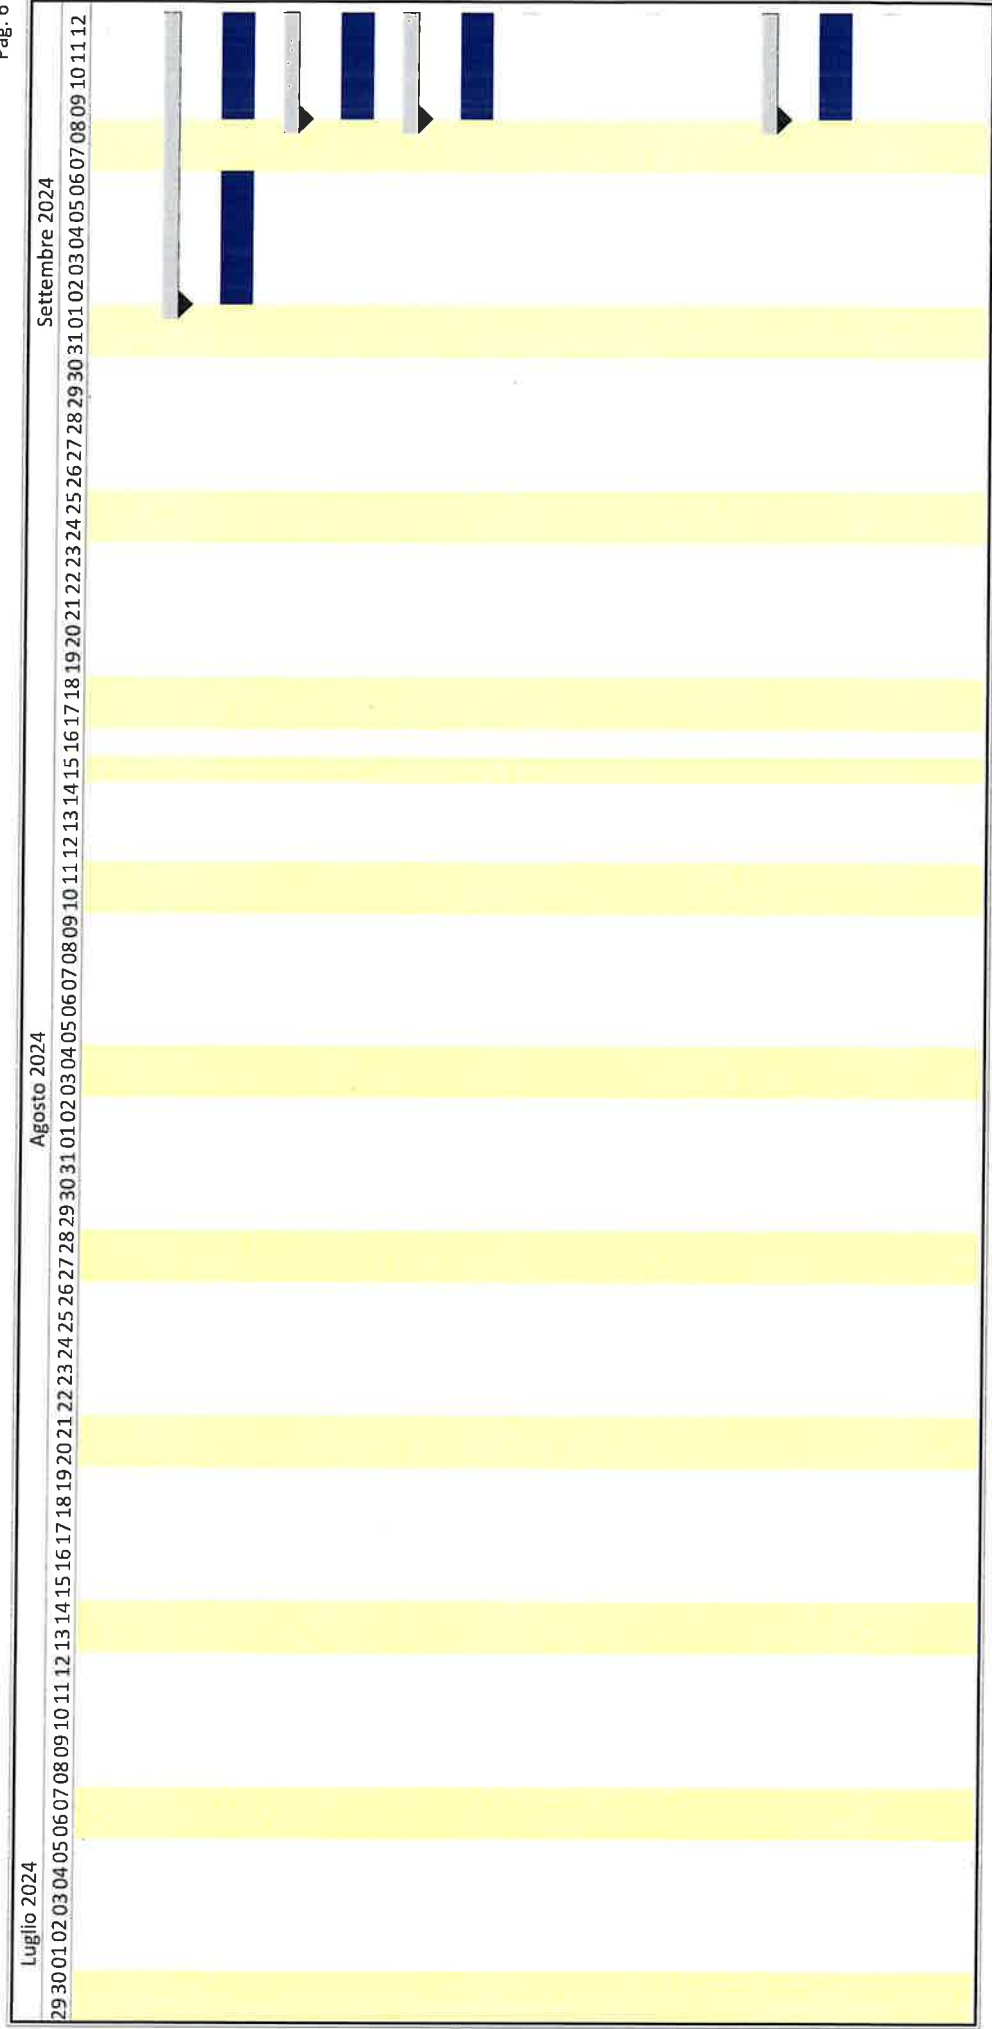 Pag.
Luglio 2024 Agosto 2024 Settembre 2024
29 30 01 02 03 04 05 06 07 08 09 10 11 12 13 14 15 16 17 18 19 20 21 22 23 24 25 26 27 28 29 30 31 01 02 03 04 05 06 07 08 09 10 11 12 13 14 15 16 17 18 19 20 21 22 23 24 25 26 27 28 29 30 31 01 02 03 04 05 06 07 08 09 10 11 12